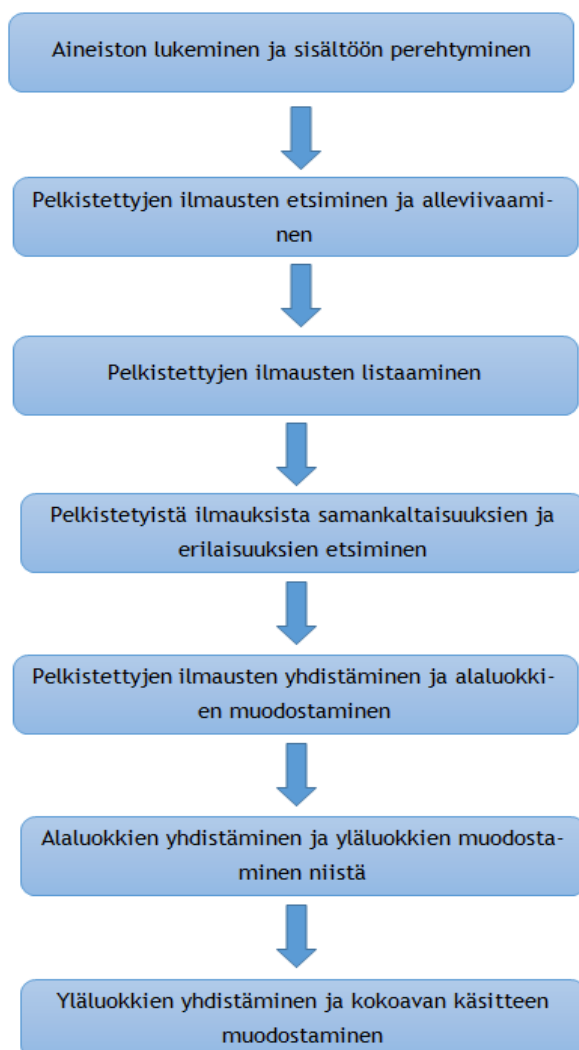 Aineiston lukeminen ja sisältöön perehtyminen
Pelkistettyjen ilmausten etsiminen ja alleviivaami-
nen
Pelkistettyjen ilmausten listaaminen
Pelkistetyistä ilmauksista samankaltaisuuksien ja
erilaisuuksien etsiminen
Pelkistettyjen ilmausten yhdistäminen ja alaluokki-
en muodostaminen
Alaluokkien yhdistäminen ja yläluokkien muodosta-
minen niistä
Yläluokkien yhdistäminen ja kokoavan käsitteen
muodostaminen